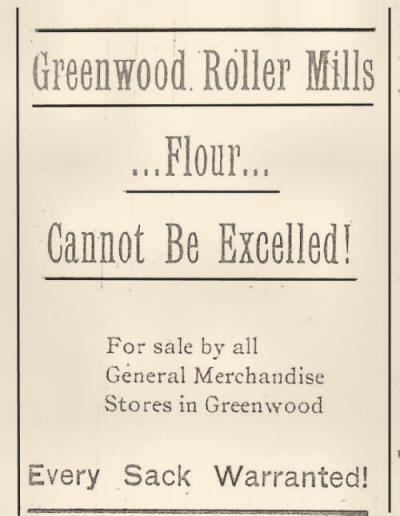 Greenwood Roller Mills
...Flour...
Cannot Be Excelled!
For sale by all
General Merchandise
Stores in Greenwood
Every Sack Warranted!